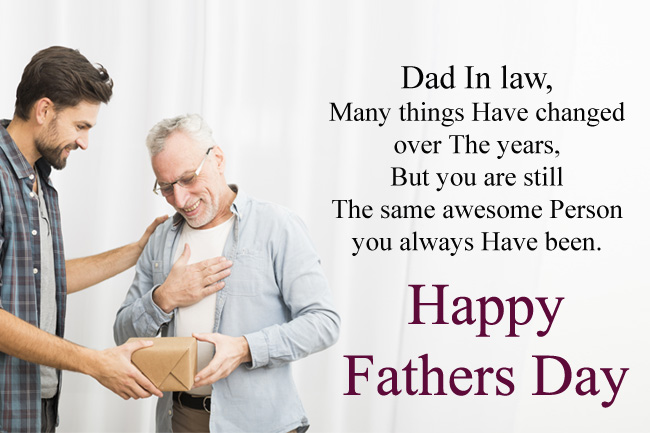 Dad In law,
Many things Have changed
over The years,
But you are still
The same awesome Person
you always Have been.
Happy
Fathers Day